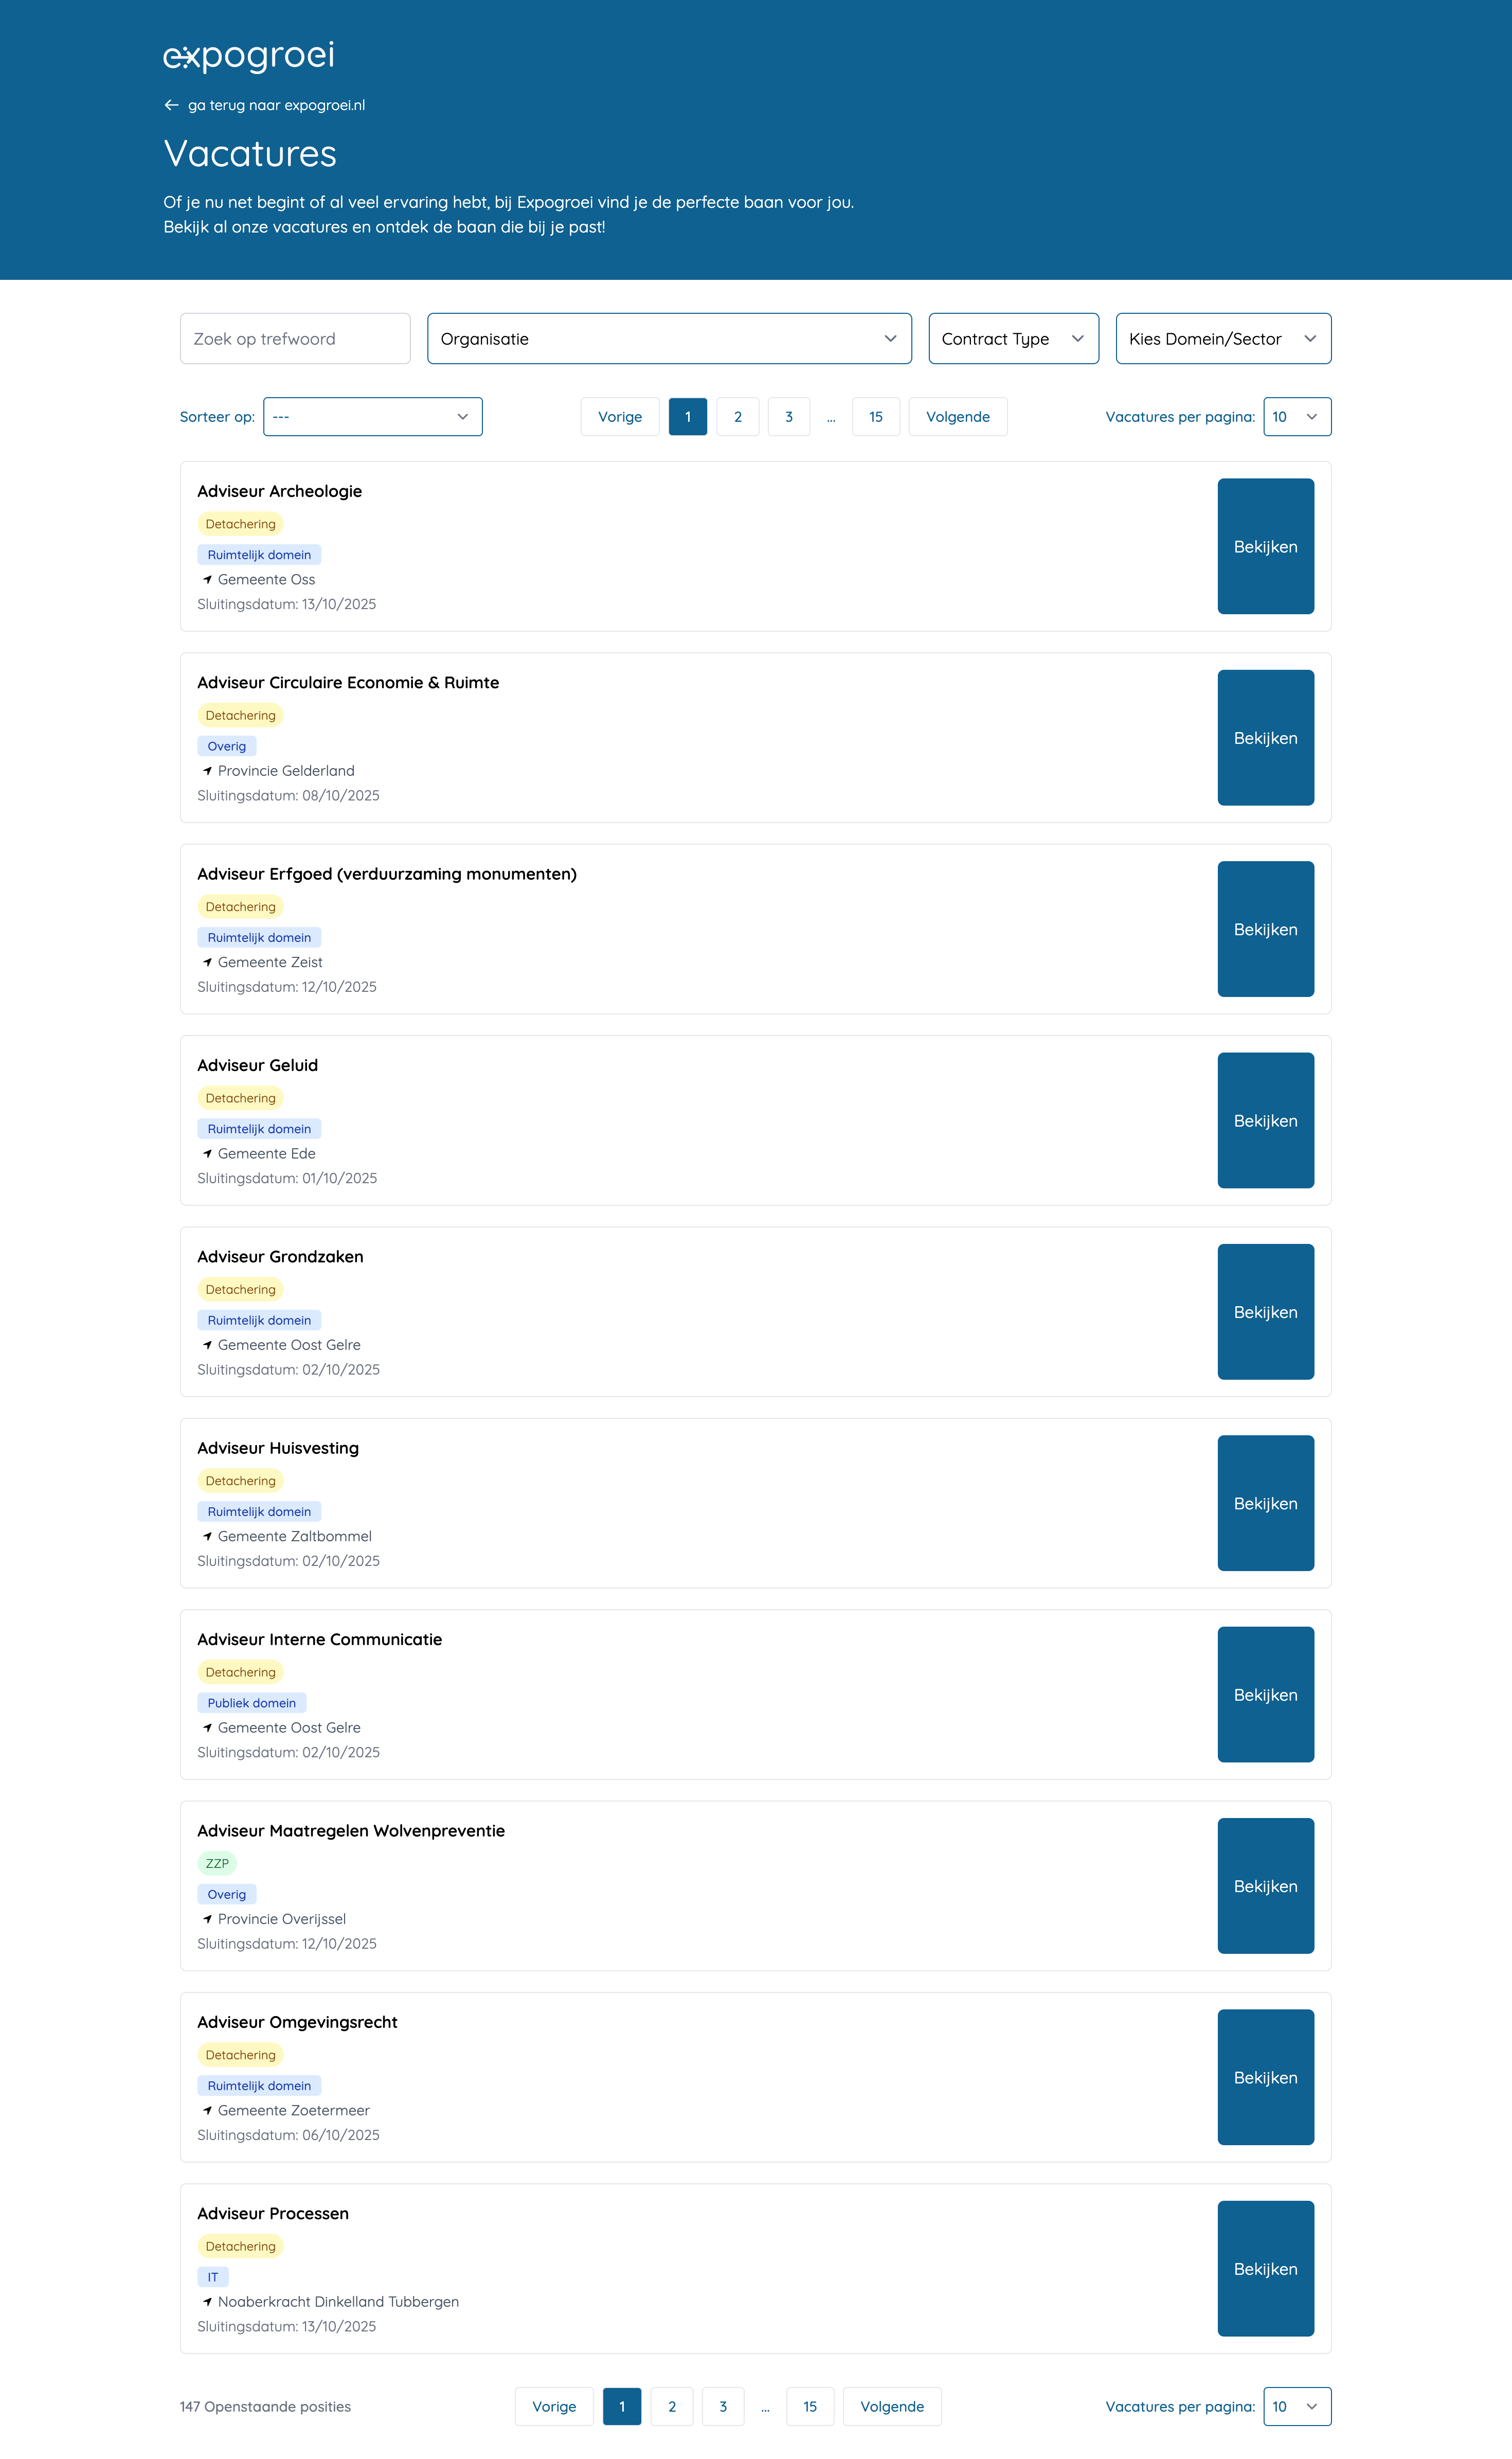 expogroei
ga terug naar expogroei.nl
Vacatures
Of je nu net begint of al veel ervaring hebt, bij Expogroei vind je de perfecte baan voor jou.
Bekijk al onze vacatures en ontdek de baan die bij je past!
Zoek op trefwoord Organisatie Contract Type Kies Domein/Sector
Sorteer op: --- Vorige 1 2 3 ... 15 Volgende Vacatures per pagina: 10
Adviseur Archeologie
Detachering
Ruimtelijk domein
Gemeente Oss
Sluitingsdatum: 13/10/2025
Bekijken
Adviseur Circulaire Economie & Ruimte
Detachering
Overig
Provincie Gelderland
Sluitingsdatum: 08/10/2025
Bekijken
Adviseur Erfgoed (verduurzaming monumenten)
Detachering
Ruimtelijk domein
Gemeente Zeist
Sluitingsdatum: 12/10/2025
Bekijken
Adviseur Geluid
Detachering
Ruimtelijk domein
Gemeente Ede
Sluitingsdatum: 01/10/2025
Bekijken
Adviseur Grondzaken
Detachering
Ruimtelijk domein
Gemeente Oost Gelre
Sluitingsdatum: 02/10/2025
Bekijken
Adviseur Huisvesting
Detachering
Ruimtelijk domein
Gemeente Zaltbommel
Sluitingsdatum: 02/10/2025
Bekijken
Adviseur Interne Communicatie
Detachering
Publiek domein
Gemeente Oost Gelre
Sluitingsdatum: 02/10/2025
Bekijken
Adviseur Maatregelen Wolvenpreventie
ZZP
Overig
Provincie Overijssel
Sluitingsdatum: 12/10/2025
Bekijken
Adviseur Omgevingsrecht
Detachering
Ruimtelijk domein
Gemeente Zoetermeer
Sluitingsdatum: 06/10/2025
Bekijken
Adviseur Processen
Detachering
IT
Noaberkracht Dinkelland Tubbergen
Sluitingsdatum: 13/10/2025
Bekijken
147 Openstaande posities Vorige 1 2 3 ... 15 Volgende Vacatures per pagina: 10